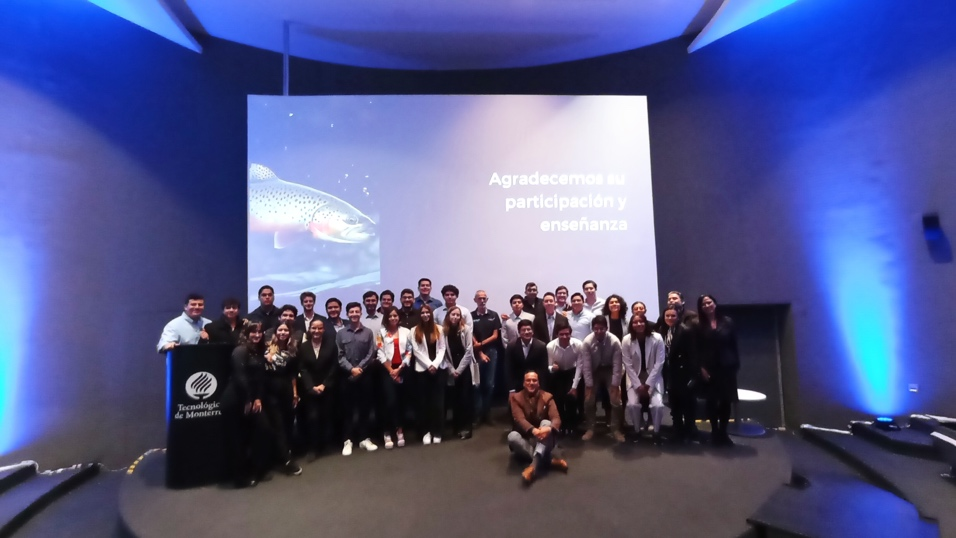 Agradecemos su
participación y
enseñanza
Tecnológic
de Monterr